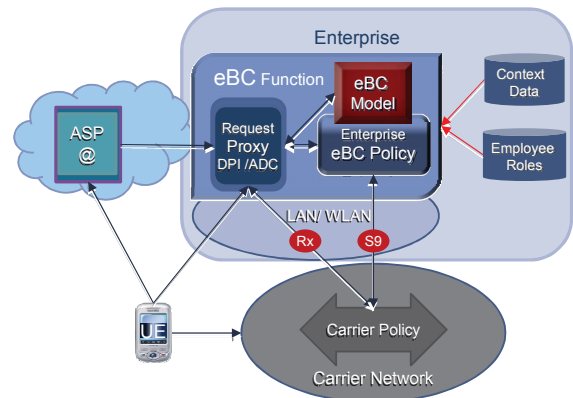 Enterprise
eBC Function
eBC
Model
Context
Data
ASP
@
Request
Proxy
DPI /ADC
Enterprise
eBC Policy
Employee
Roles
LAN/ WLAN
Rx
S9
UE
Carrier Policy
Carrier Network